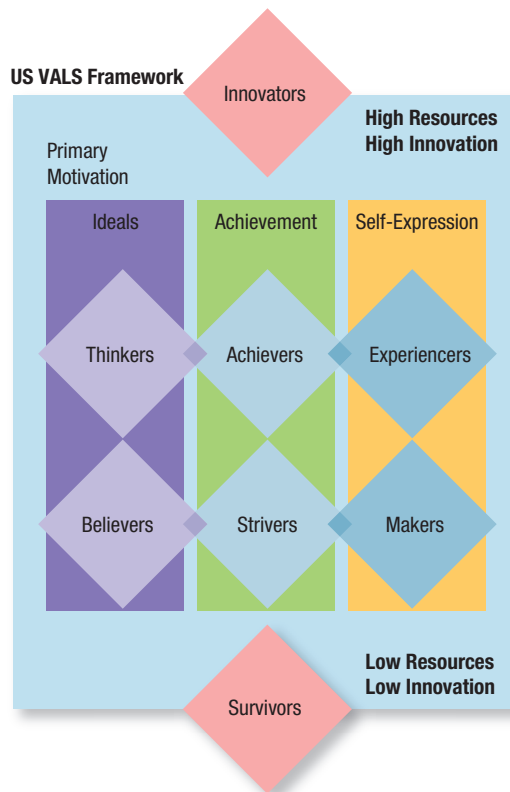 US VALS Framework
Innovators
High Resources
High Innovation
Primary
Motivation
Ideals
Achievement
Self-Expression
Thinkers
Achievers
Experiencers
Believers
Strivers
Makers
Low Resources
Low Innovation
Survivors